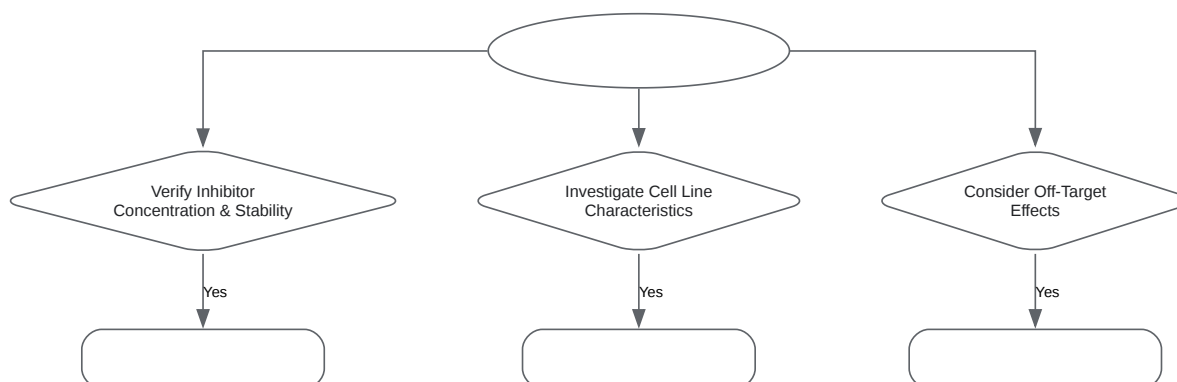 Verify Inhibitor
Concentration & Stability
Investigate Cell Line
Characteristics
Consider Off-Target
Effects
Yes
Yes
Yes